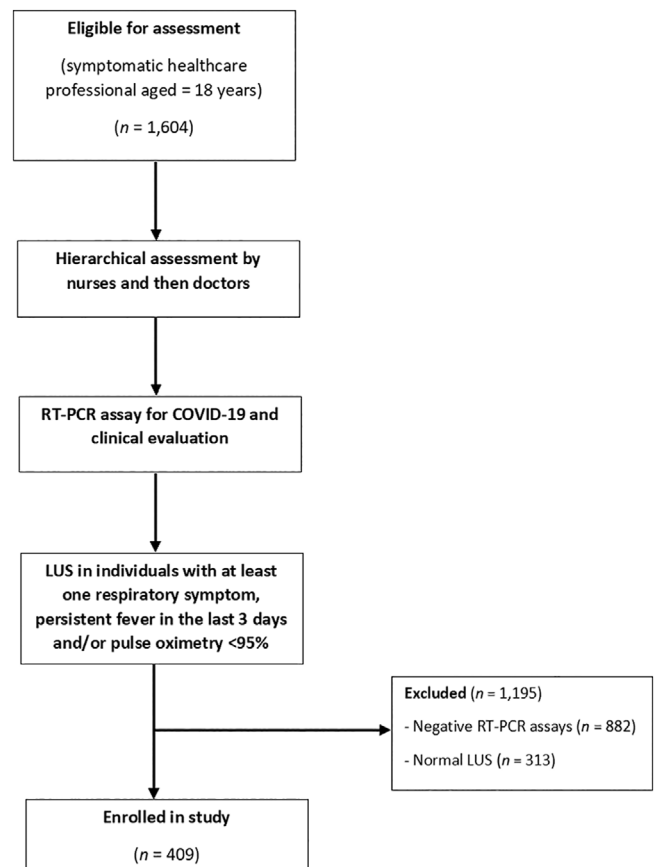 Eligible for assessment
(symptomatic healthcare
professional aged = 18 years)
(n = 1,604)
Hierarchical assessment by
nurses and then doctors
RT-PCR assay for COVID-19 and
clinical evaluation
LUS in individuals with at least
one respiratory symptom,
persistent fever in the last 3 days
and/or pulse oximetry <95%
Excluded (n = 1,195)
- Negative RT-PCR assays (n = 882)
- Normal LUS (n = 313)
Enrolled in study
(n = 409)